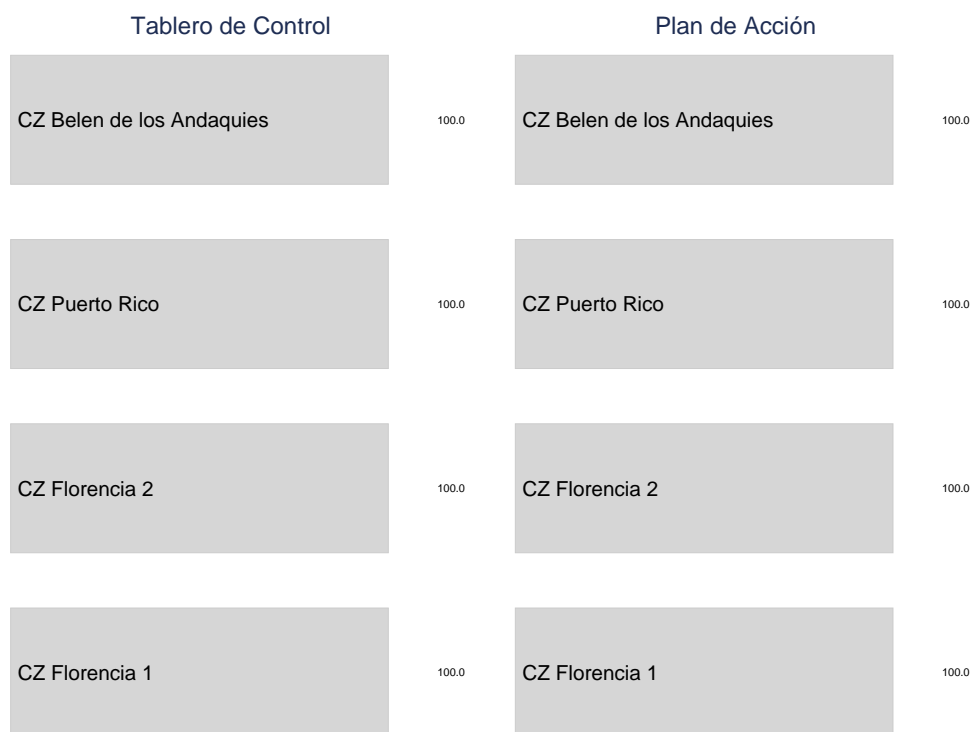 Tablero de Control
CZ Belen de los Andaquies 100.0
CZ Puerto Rico 100.0
CZ Florencia 2 100.0
CZ Florencia 1 100.0
Plan de Acción
CZ Belen de los Andaquies 100.0
CZ Puerto Rico 100.0
CZ Florencia 2 100.0
CZ Florencia 1 100.0